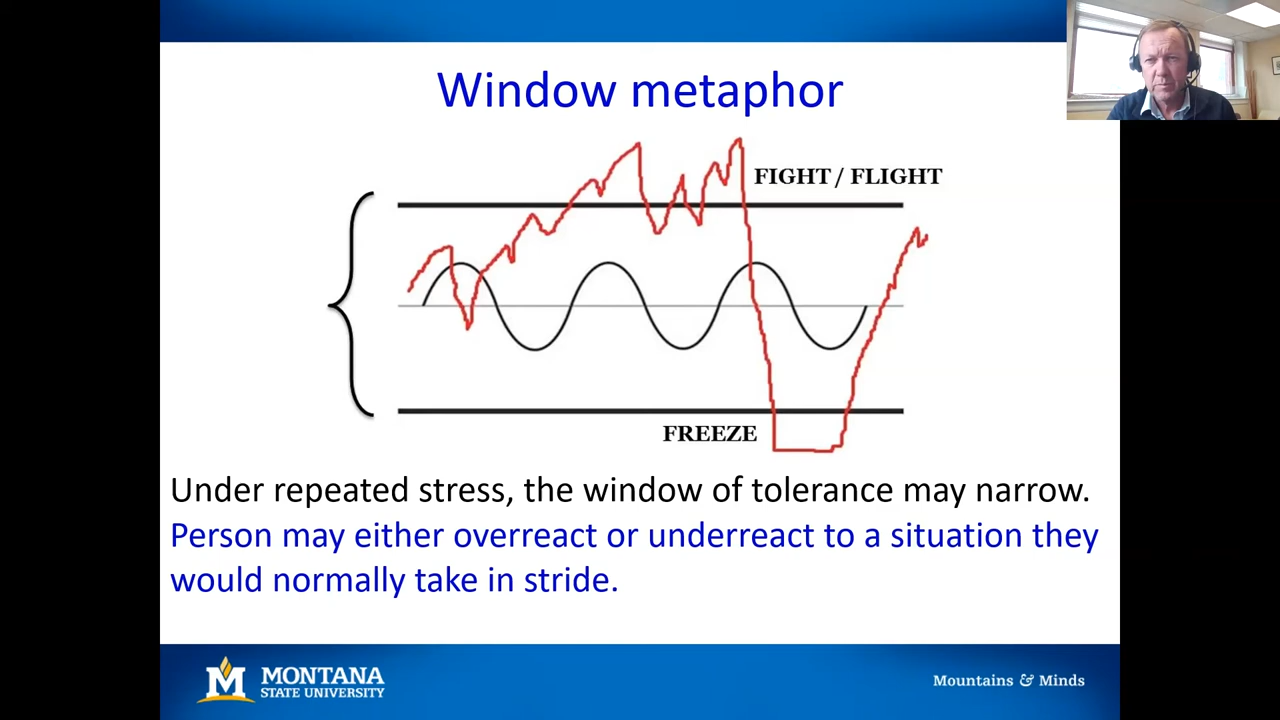 Window metaphor
FIGHT / FLIGHT
FREEZE
Under repeated stress, the window of tolerance may narrow.
Person may either overreact or underreact to a situation they
would normally take in stride.
M MONTANA
STATE UNIVERSITY
Mountains & Minds